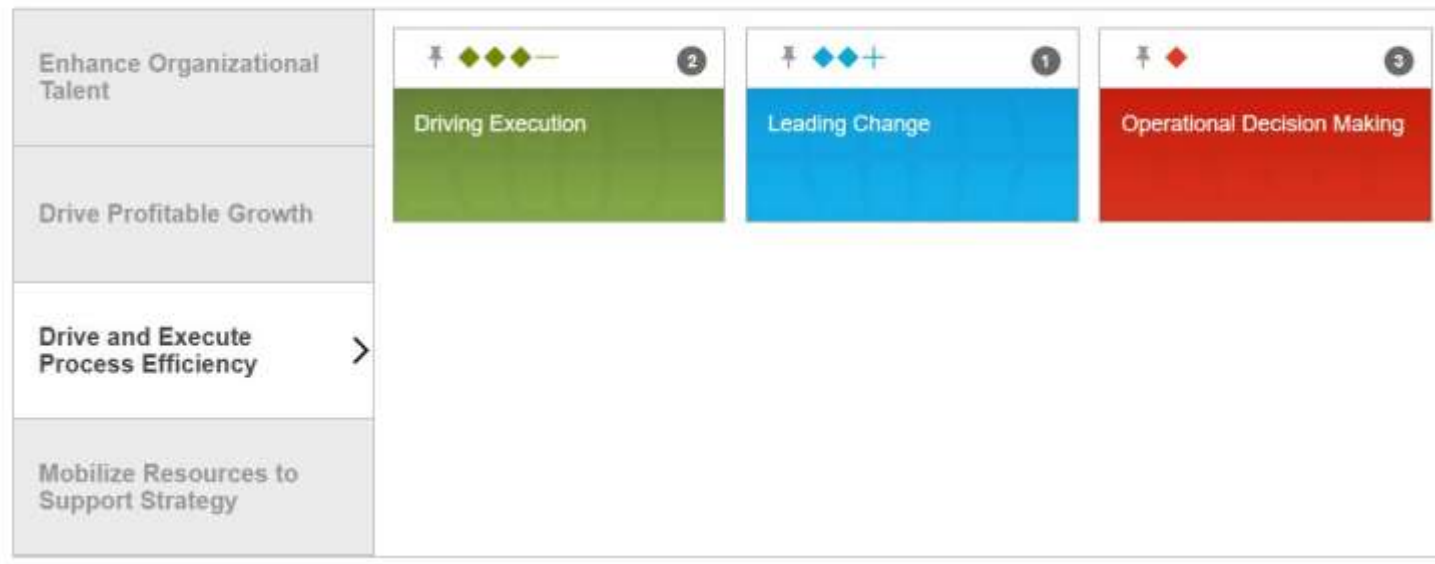 Enhance Organizational
Talent
Drive Profitable Growth
Drive and Execute
Process Efficiency
Mobilize Resources to
Support Strategy
2
Driving Execution
1
Leading Change
3
Operational Decision Making